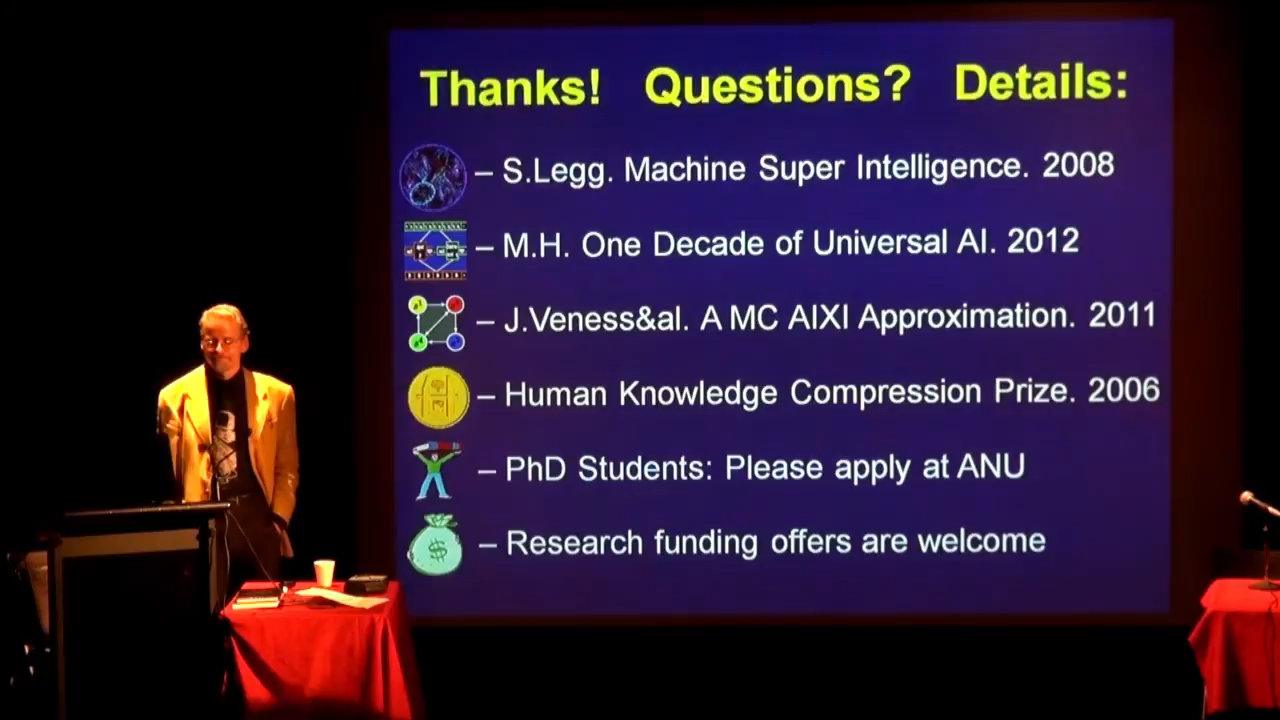 Thanks! Questions? Details:
– S.Legg. Machine Super Intelligence. 2008
– M.H. One Decade of Universal AI. 2012
– J.Veness&al. A MC AIXI Approximation. 2011
– Human Knowledge Compression Prize. 2006
– PhD Students: Please apply at ANU
– Research funding offers are welcome
$